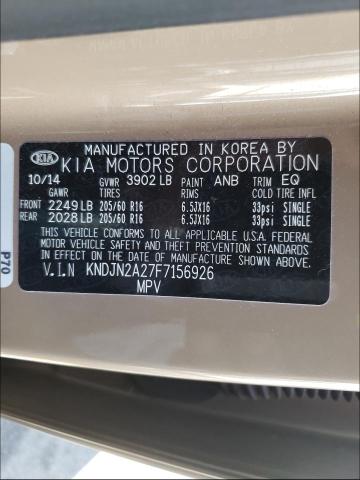 MANUFACTURED IN KOREA BY
KIA KIA MOTORS CORPORATION
10/14 GVWR 3902 LB PAINT ANB TRIM EQ
GAWR TIRES RIMS COLD TIRE INFL
FRONT 2249 LB 205/60 R16 6.5JX16 33psi SINGLE
REAR 2028 LB 205/60 R16 6.5JX16 33psi SINGLE
THIS VEHICLE CONFORMS TO ALL APPLICABLE U.S.A. FEDERAL
MOTOR VEHICLE SAFETY BUMPER, AND THEFT PREVENTION
STANDARDS IN EFFECT ON THE DATE OF MANUFACTURE SHOWN ABOVE.
V.I.N KNDJN2A27F7156926
MPV
P70